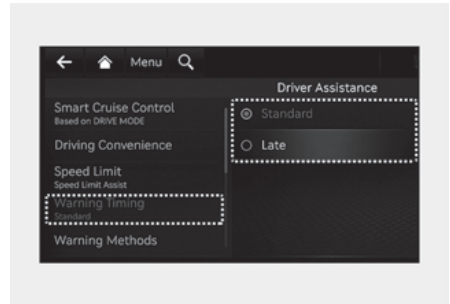 Menu
Driver Assistance
Smart Cruise Control
Based on DRIVE MODE
Driving Convenience
Speed Limit
Speed Limit Assist
Warning Timing
Standard
Warning Methods
Standard
Late